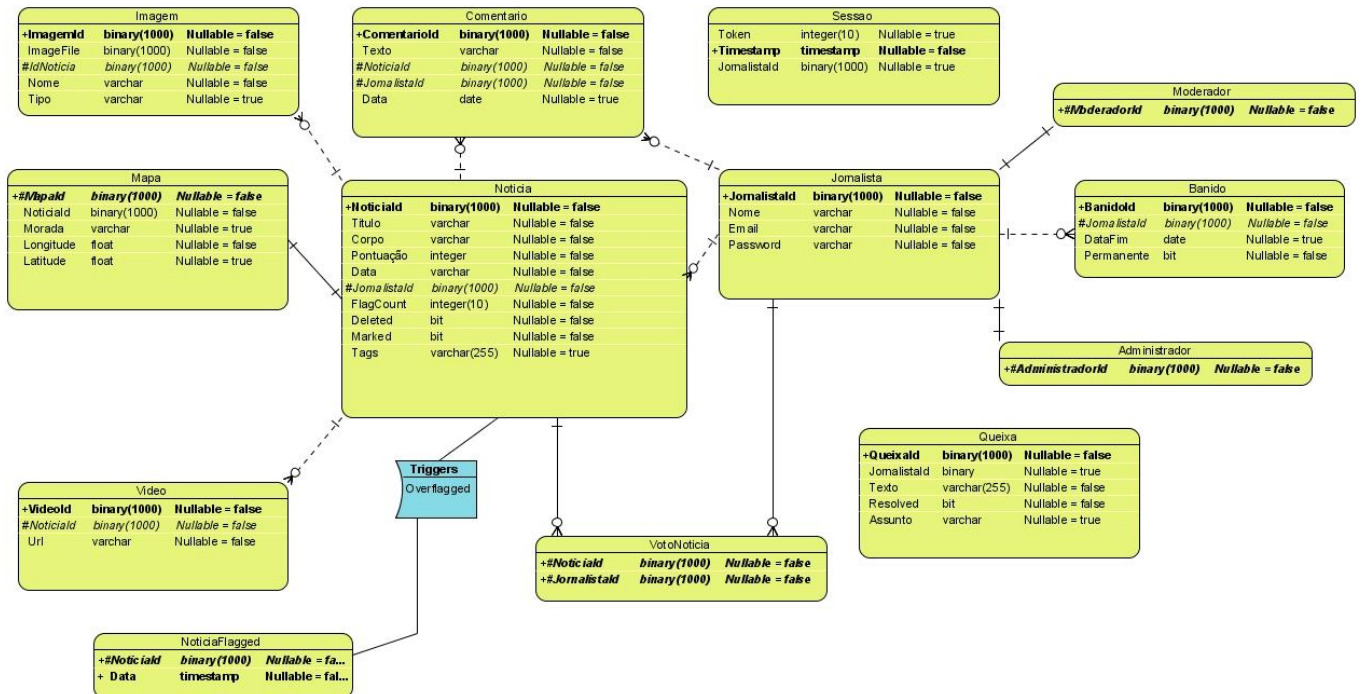 Imagem
+ImagemId binary(1000) Nullable = false
ImageFile binary(1000) Nullable = false
#IdNoticia binary(1000) Nullable = false
Nome varchar Nullable = false
Tipo varchar Nullable = true
Comentario
+ComentarioId binary(1000) Nullable = false
Texto varchar Nullable = false
#NoticiaId binary(1000) Nullable = false
#JornalistaId binary(1000) Nullable = false
Data date Nullable = true
Sessao
Token integer(10) Nullable = true
+Timestamp timestamp Nullable = false
JornalistaId binary(1000) Nullable = true
Moderador
+#ModeradorId binary(1000) Nullable = false
Mapa
+#MapaId binary(1000) Nullable = false
NoticiaId binary(1000) Nullable = false
Morada varchar Nullable = true
Longitude float Nullable = false
Latitude float Nullable = true
Noticia
+NoticiaId binary(1000) Nullable = false
Titulo varchar Nullable = false
Corpo varchar Nullable = false
Pontuação integer Nullable = false
Data varchar Nullable = false
#JornalistaId binary(1000) Nullable = false
FlagCount integer(10) Nullable = false
Deleted bit Nullable = false
Marked bit Nullable = false
Tags varchar(255) Nullable = true
Jornalista
+JornalistaId binary(1000) Nullable = false
Nome varchar Nullable = false
Email varchar Nullable = false
Password varchar Nullable = false
Banido
+BanidoId binary(1000) Nullable = false
#JornalistaId binary(1000) Nullable = false
DataFim date Nullable = true
Permanente bit Nullable = false
Administrador
+#AdministradorId binary(1000) Nullable = false
Queixa
+QueixaId binary(1000) Nullable = false
JornalistaId binary Nullable = true
Texto varchar(255) Nullable = false
Resolved bit Nullable = false
Assunto varchar Nullable = true
Triggers
Overflagged
Video
+VideoId binary(1000) Nullable = false
#NoticiaId binary(1000) Nullable = false
Url varchar Nullable = false
VotoNoticia
+#NoticiaId binary(1000) Nullable = false
+#JornalistaId binary(1000) Nullable = false
NoticiaFlagged
+#NoticiaId binary(1000) Nullable = fa...
+ Data timestamp Nullable = fal...